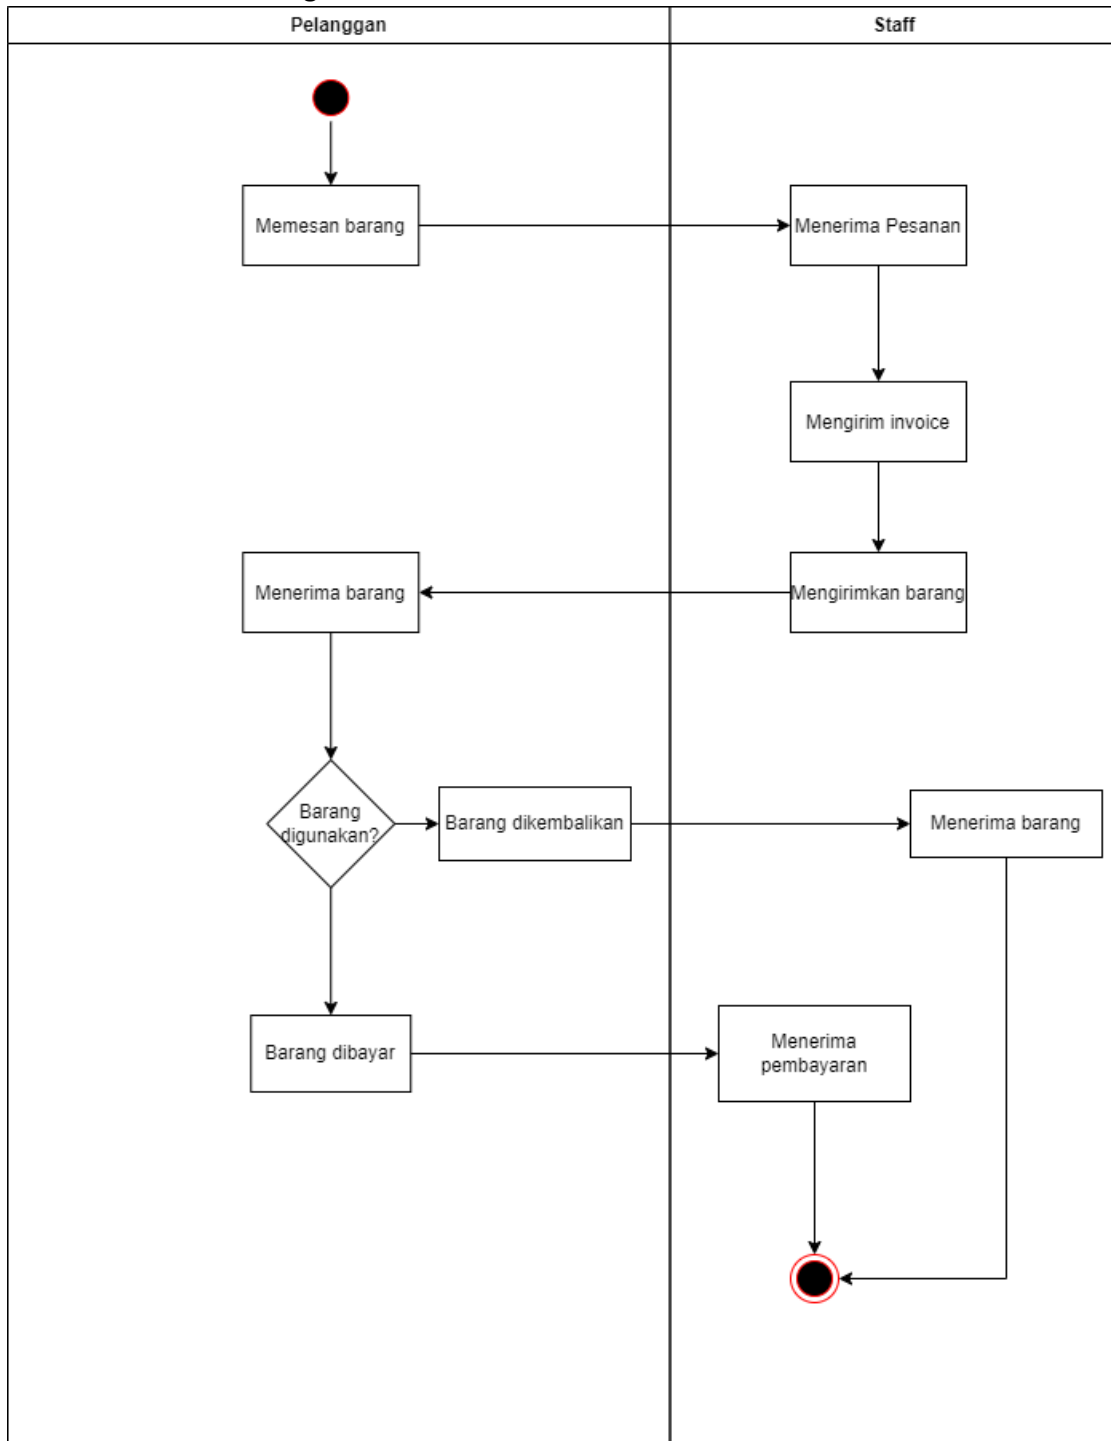 Pelanggan
Staff
Memesan barang
Menerima Pesanan
Mengirim invoice
Menerima barang
Mengirimkan barang
Barang
digunakan?
Barang dikembalikan
Menerima barang
Barang dibayar
Menerima
pembayaran